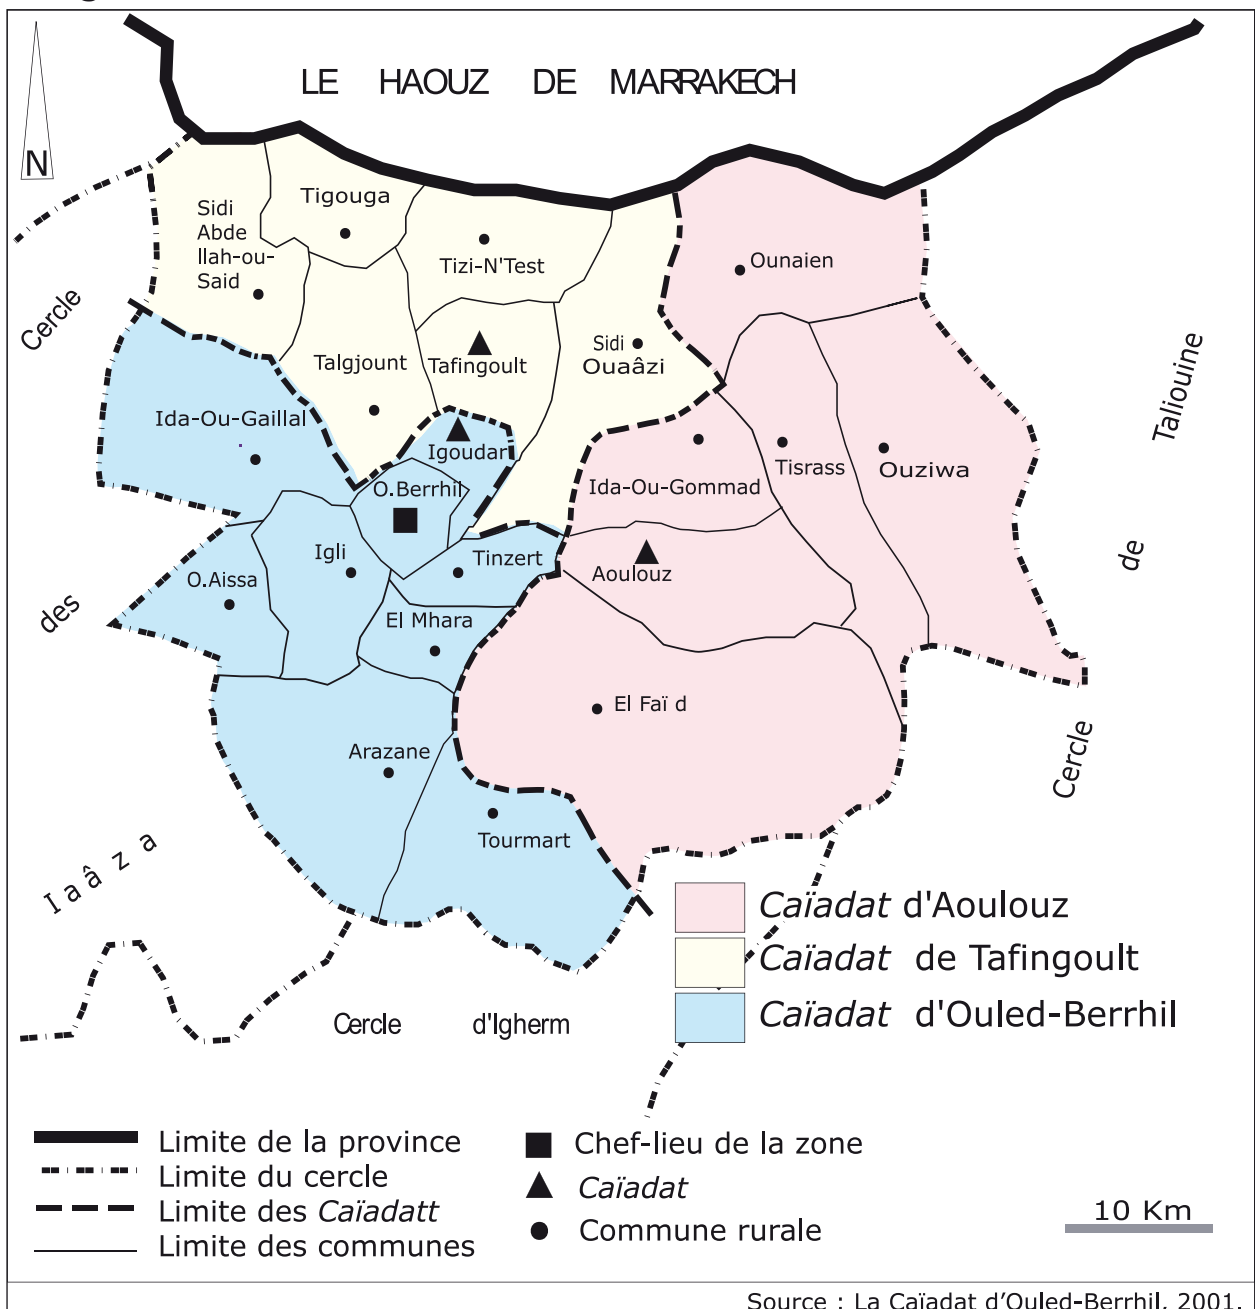 LE HAOUZ DE MARRAKECH
N
Tigouga
Sidi
Abde
llah-ou-
Said
Tizi-N'Test
Ounaien
Cercle
Sidi
Ouaâzi
Talgjount
Tafingoult
Taliouine
Ida-Ou-Gaillal
Igoudar
O.Berrhil
Ida-Ou-Gommad
Tisrass
Ouziwa
Igli
Tinzert
Aoulouz
de
O.Aissa
des
El Mhara
El Faï d
Arazane
Cercle
Tourmart
Iaâza
Caïadat d'Aoulouz
Caïadat de Tafingoult
Caïadat d'Ouled-Berrhil
Cercle d'Igherm
Limite de la province
Limite du cercle
Limite des Caïadatt
Limite des communes
Chef-lieu de la zone
Caïadat
Commune rurale
10 Km
Source : La Caïadat d'Ouled-Berrhil, 2001.